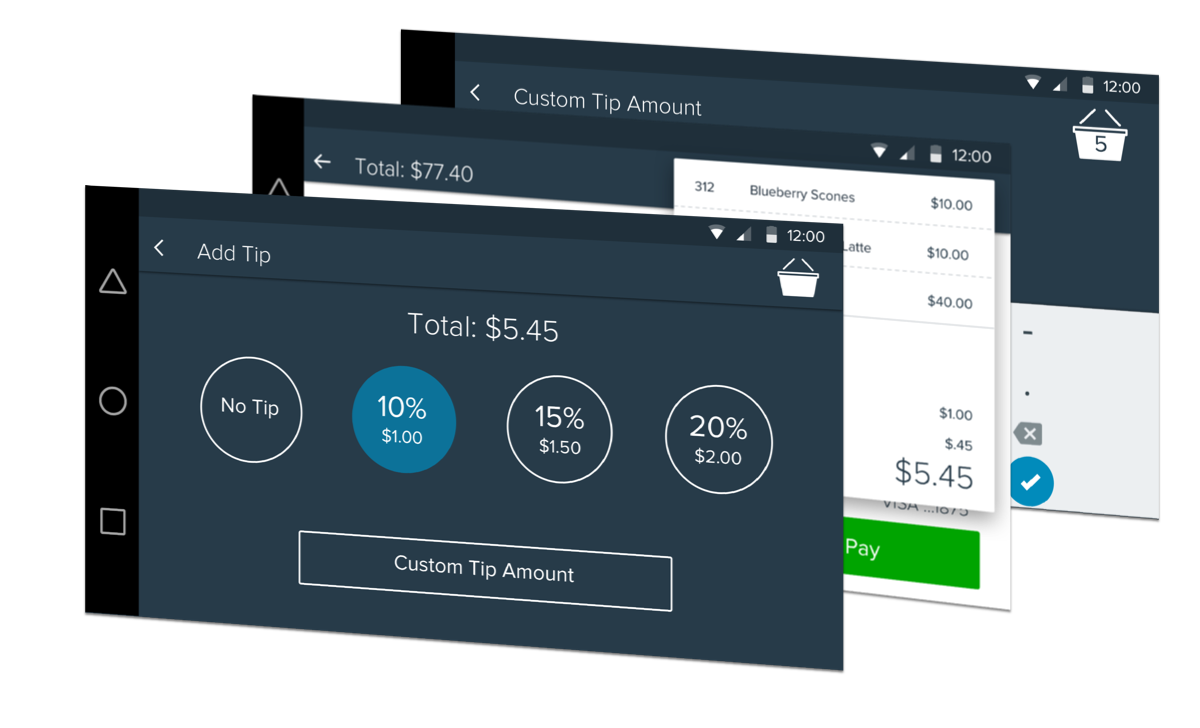 12:00
Custom Tip Amount
5
-
.
12:00
Total: $77.40
312 Blueberry Scones $10.00
Latte $10.00
$40.00
$1.00
$.45
$5.45
VISA ...1875
Pay
12:00
Add Tip
Total: $5.45
No Tip
10%
$1.00
15%
$1.50
20%
$2.00
Custom Tip Amount